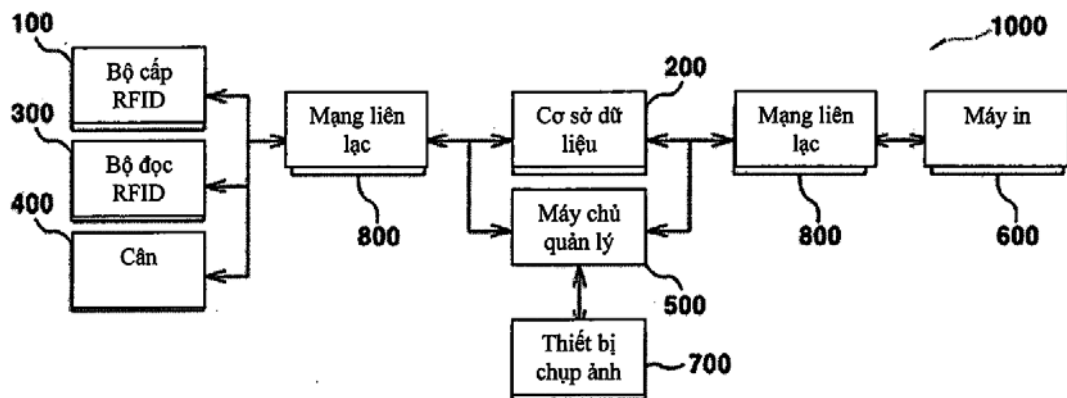 100
Bộ cấp
RFID
300
Bộ đọc
RFID
400
Cân
Mạng liên
lạc
800
200
Cơ sở dữ
liệu
Máy chủ
quản lý
500
Thiết bị
chụp ảnh
700
1000
Mạng liên
lạc
800
Máy in
600